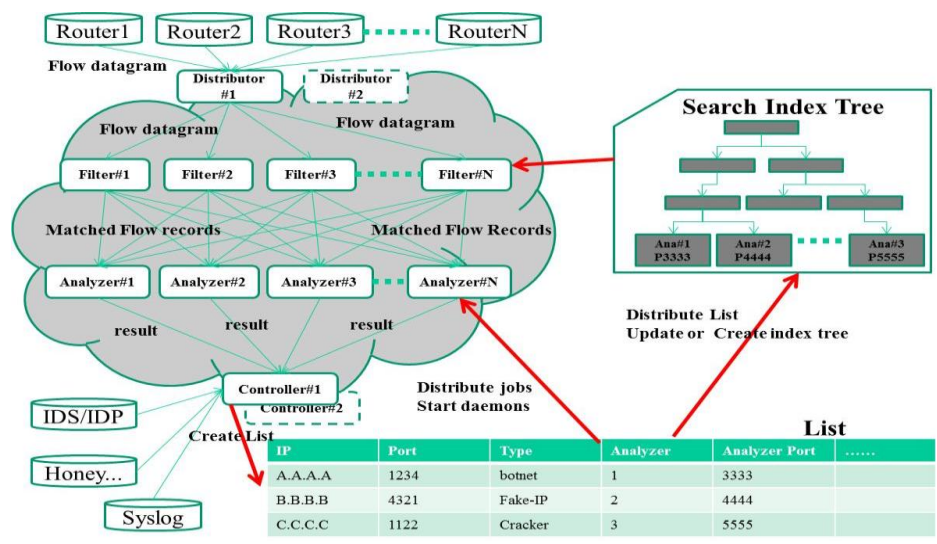 Router1 Router2 Router3 RouterN
Flow datagram
Distributor
#1
Distributor
#2
Flow datagram
Flow datagram
Filter#1 Filter#2 Filter#3 Filter#N
Matched Flow records
Matched Flow Records
Analyzer#1 Analyzer#2 Analyzer#3 Analyzer#N
result
result
result
Controller#1
Controller#2
Search Index Tree
Ana#1
P3333
Ana#2
P4444
Ana#3
P5555
Distribute List
Update or Create index tree
Distribute jobs
Start daemons
IDS/IDP
Honey...
Syslog
Create List
List
IP Port Type Analyzer Analyzer Port ......
A.A.A.A 1234 botnet 1 3333
B.B.B.B 4321 Fake-IP 2 4444
C.C.C.C 1122 Cracker 3 5555